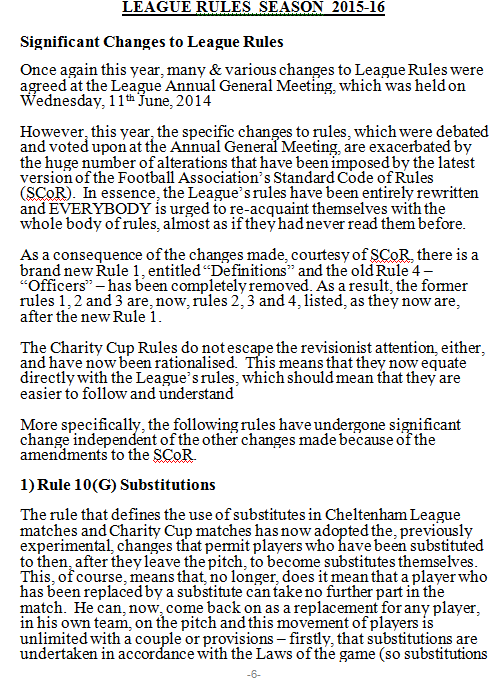 LEAGUE RULES SEASON 2015-16
Significant Changes to League Rules
Once again this year, many & various changes to League Rules were
agreed at the League Annual General Meeting, which was held on
Wednesday, 11th June, 2014
However, this year, the specific changes to rules, which were debated
and voted upon at the Annual General Meeting, are exacerbated by
the huge number of alterations that have been imposed by the latest
version of the Football Association's Standard Code of Rules
(SCoR). In essence, the League's rules have been entirely rewritten
and EVERYBODY is urged to re-acquaint themselves with the
whole body of rules, almost as if they had never read them before.
As a consequence of the changes made, courtesy of SCoR, there is a
brand new Rule 1, entitled “Definitions” and the old Rule 4 –
“Officers” – has been completely removed. As a result, the former
rules 1, 2 and 3 are, now, rules 2, 3 and 4, listed, as they now are,
after the new Rule 1.
The Charity Cup Rules do not escape the revisionist attention, either,
and have now been rationalised. This means that they now equate
directly with the League's rules, which should mean that they are
easier to follow and understand
More specifically, the following rules have undergone significant
change independent of the other changes made because of the
amendments to the SCoR.
1) Rule 10(G) Substitutions
The rule that defines the use of substitutes in Cheltenham League
matches and Charity Cup matches has now adopted the, previously
experimental, changes that permit players who have been substituted
to then, after they leave the pitch, to become substitutes themselves.
This, of course, means that, no longer, does it mean that a player who
has been replaced by a substitute can take no further part in the
match. He can, now, come back on as a replacement for any player,
in his own team, on the pitch and this movement of players is
unlimited with a couple or provisions – firstly, that substitutions are
undertaken in accordance with the Laws of the game (so substitutions
-6-